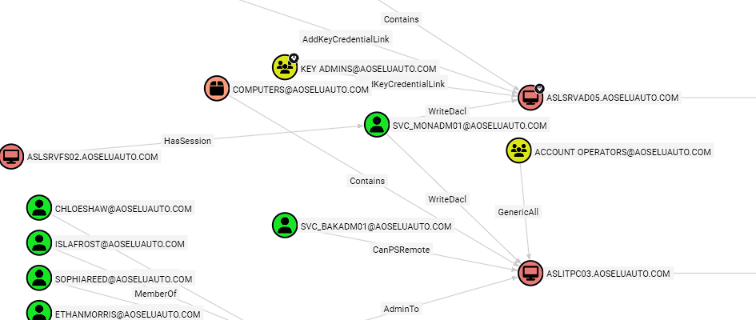 Contains
AddKeyCredentialLink
KEY ADMINS@AOSELUAUTO.COM
COMPUTERS@AOSELUAUTO.COM
lKeyCredentialLink
ASLSRVAD05.AOSELUAUTO.COM
WriteDacl
SVC_MONADM01@AOSELUAUTO.COM
HasSession
ASLSRVFS02.AOSELUAUTO.COM
ACCOUNT OPERATORS@AOSELUAUTO.COM
Contains
WriteDacl
CHLOESHAW@AOSELUAUTO.COM
GenericAll
SVC_BAKADM01@AOSELUAUTO.COM
ISLAFROST@AOSELUAUTO.COM
CanPSRemote
ASLITPC03.AOSELUAUTO.COM
SOPHIAREED@AOSELUAUTO.COM
MemberOf
AdminTo
ETHANMORRIS@AOSELUAUTO.COM